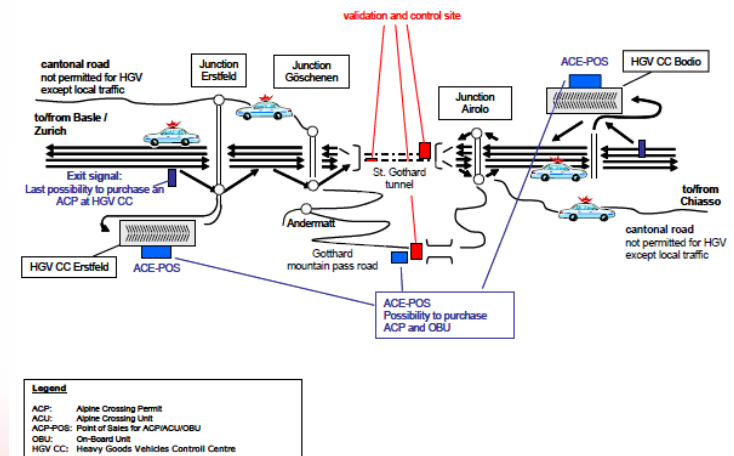 validation and control site
cantonal road
not permitted for HGV
except local traffic
Junction
Erstfeld
Junction
Göschenen
ACE-POS
HGV CC Bodio
Junction
Airolo
to/from Basle /
Zurich
Exit signal:
Last possibility to purchase an
ACP at HGV CC
St. Gothard
tunnel
to/from
Chiasso
Andermatt
cantonal road
not permitted for HGV
except local traffic
Gotthard
mountain pass road
HGV CC Erstfeld
ACE-POS
ACE-POS
Possibility to purchase
ACP and OBU
Legend
ACP: Alpine Crossing Permit
ACU: Alpine Crossing Unit
ACP-POS: Point of Sales for ACP/ACU/OBU
OBU: On-Board Unit
HGV CC: Heavy Goods Vehicles Controll Centre